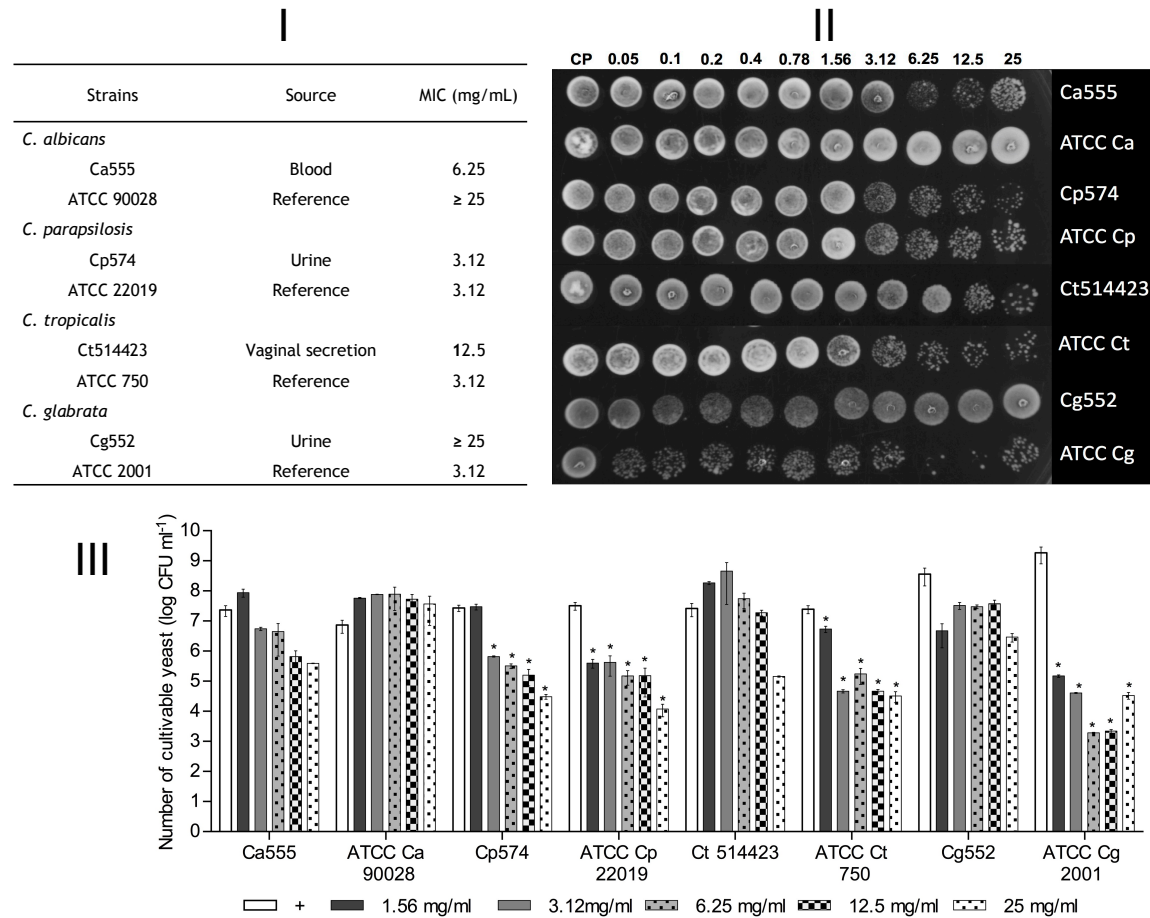 I
Strains Source MIC (mg/mL)
C. albicans
Ca555 Blood 6.25
ATCC 90028 Reference ≥ 25
C. parapsilosis
Cp574 Urine 3.12
ATCC 22019 Reference 3.12
C. tropicalis
Ct514423 Vaginal secretion 12.5
ATCC 750 Reference 3.12
C. glabrata
Cg552 Urine ≥ 25
ATCC 2001 Reference 3.12
II
CP 0.05 0.1 0.2 0.4 0.78 1.56 3.12 6.25 12.5 25
Ca555
ATCC Ca
Cp574
ATCC Cp
Ct514423
ATCC Ct
Cg552
ATCC Cg
III
Number of cultivable yeast (log CFU ml⁻¹)
10
9
8
7
6
5
4
3
2
1
0
* * * * * * * * * * * * * * * * * * *
Ca555 ATCC Ca Cp574 ATCC Cp Ct 514423 ATCC Ct Cg552 ATCC Cg
90028 22019 750 2001
+ 1.56 mg/ml 3.12mg/ml 6.25 mg/ml 12.5 mg/ml 25 mg/ml